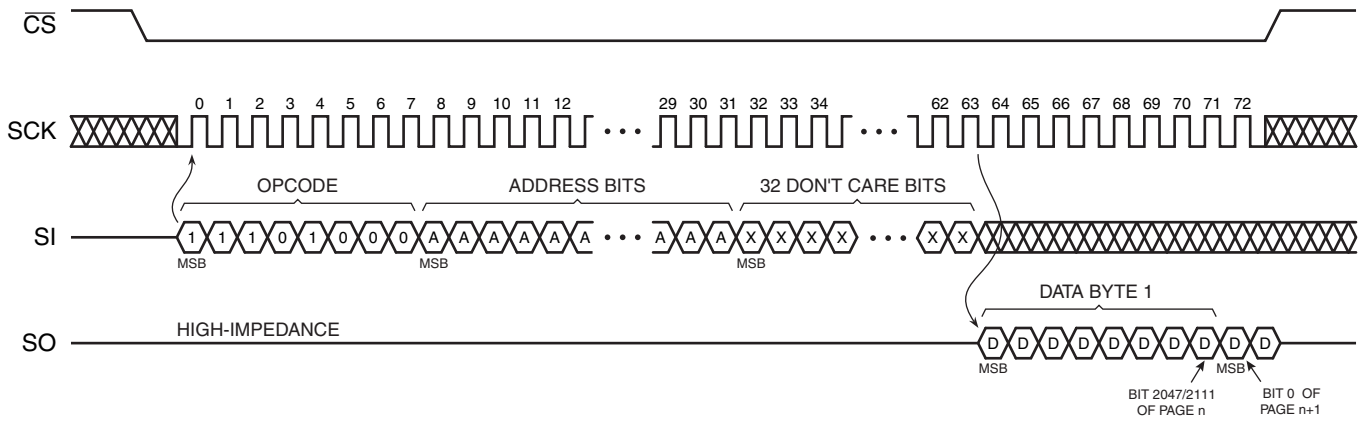 CS
0 1 2 3 4 5 6 7 8 9 10 11 12 29 30 31 32 33 34 62 63 64 65 66 67 68 69 70 71 72
SCK
OPCODE ADDRESS BITS 32 DON'T CARE BITS
SI 1 1 1 0 1 0 0 0 A A A A A A A A A X X X X X X
MSB MSB MSB
DATA BYTE 1
HIGH-IMPEDANCE
SO D D D D D D D D D D
MSB MSB
BIT 2047/2111 BIT 0 OF
OF PAGE n PAGE n+1